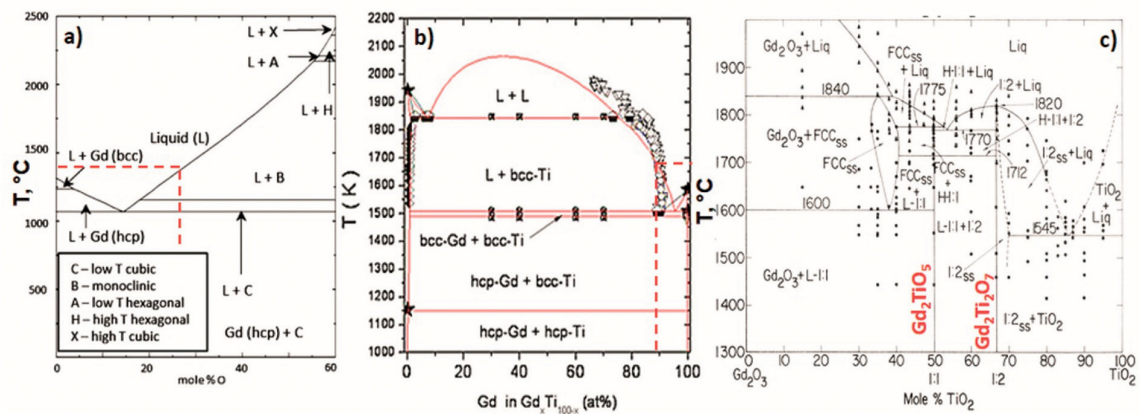 a)
T, °C
2500
2000
1500
1000
500
L + X
L + A
L + H
Liquid (L)
L + Gd (bcc)
L + B
L + Gd (hcp)
L + C
Gd (hcp) + C
C – low T cubic
B – monoclinic
A – low T hexagonal
H – high T hexagonal
X – high T cubic
0 20 40 60
mole % O
b)
T ( K )
2200
2100
2000
1900
1800
1700
1600
1500
1400
1300
1200
1100
1000
L + L
L + bcc-Ti
bcc-Gd + bcc-Ti
hcp-Gd + bcc-Ti
hcp-Gd + hcp-Ti
0 10 20 30 40 50 60 70 80 90 100
Gd in GdxTi100-x (at%)
c)
T, °C
1900
1800
1700
1600
1500
1400
1300
Gd2O3+Liq
FCCSS
+ Liq
H-1:1+Liq
Liq
1:2+Liq
1840
1775
1820
H-1:1+1:2
1770
Gd2O3+FCCSS
FCCSS
FCCSS
+
L-1:1
FCCSS
+
H-1:1
1712
1:2SS+Liq
TiO2
+
Liq
1600
L-1:1+1:2
1545
Gd2O3+L-1:1
1:2SS
1:2SS+TiO2
Gd2TiO5
Gd2Ti2O7
Gd2O3
10 20 30 40 50 60 70 80 90
TiO2
1:1
1:2
Mole % TiO2